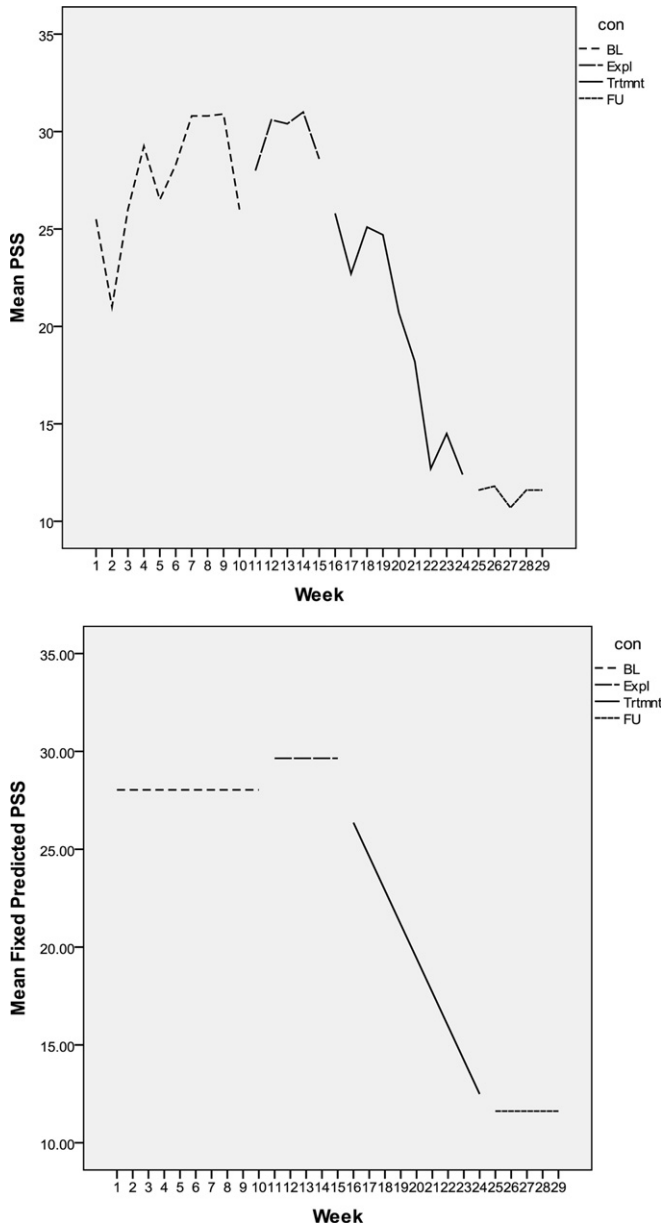 con
BL
Expl
Trtmnt
FU
35
30
25
20
15
10
Mean PSS
1 2 3 4 5 6 7 8 9 10 11 12 13 14 15 16 17 18 19 20 21 22 23 24 25 26 27 28 29
Week
con
BL
Expl
Trtmnt
FU
35.00
30.00
25.00
20.00
15.00
10.00
Mean Fixed Predicted PSS
1 2 3 4 5 6 7 8 9 10 11 12 13 14 15 16 17 18 19 20 21 22 23 24 25 26 27 28 29
Week